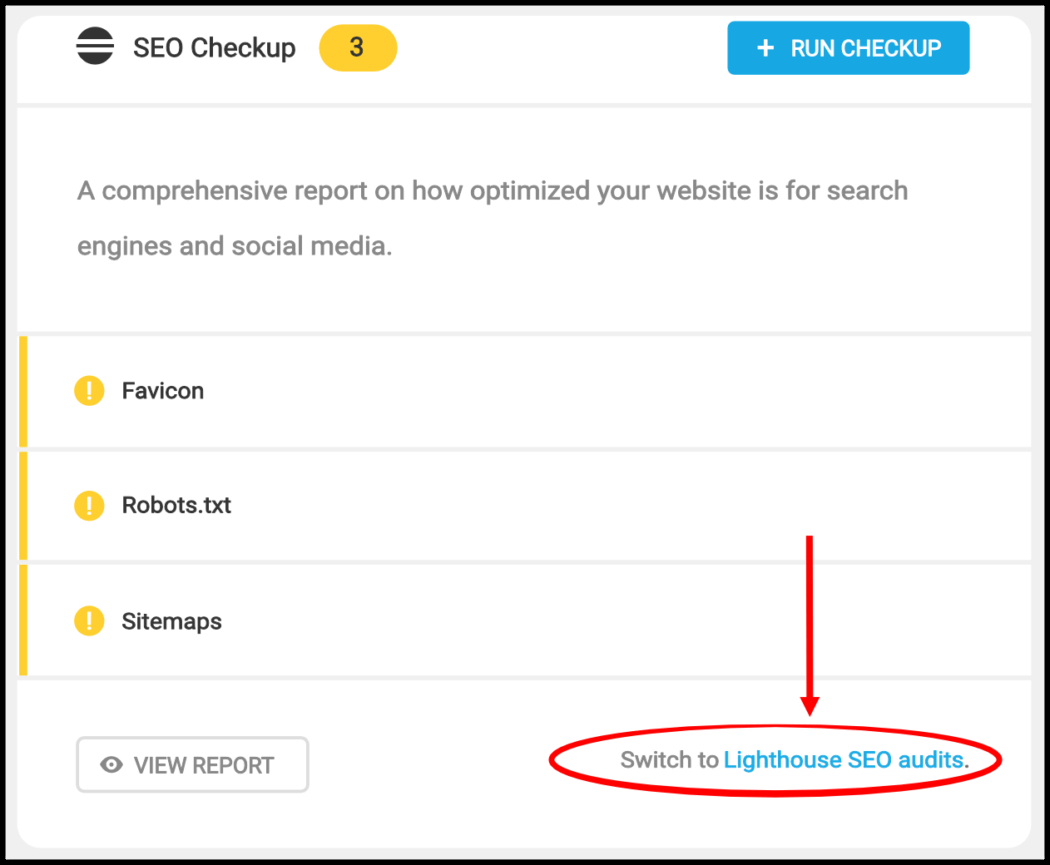 SEO Checkup 3 + RUN CHECKUP
A comprehensive report on how optimized your website is for search
engines and social media.
! Favicon
! Robots.txt
! Sitemaps
VIEW REPORT Switch to Lighthouse SEO audits.